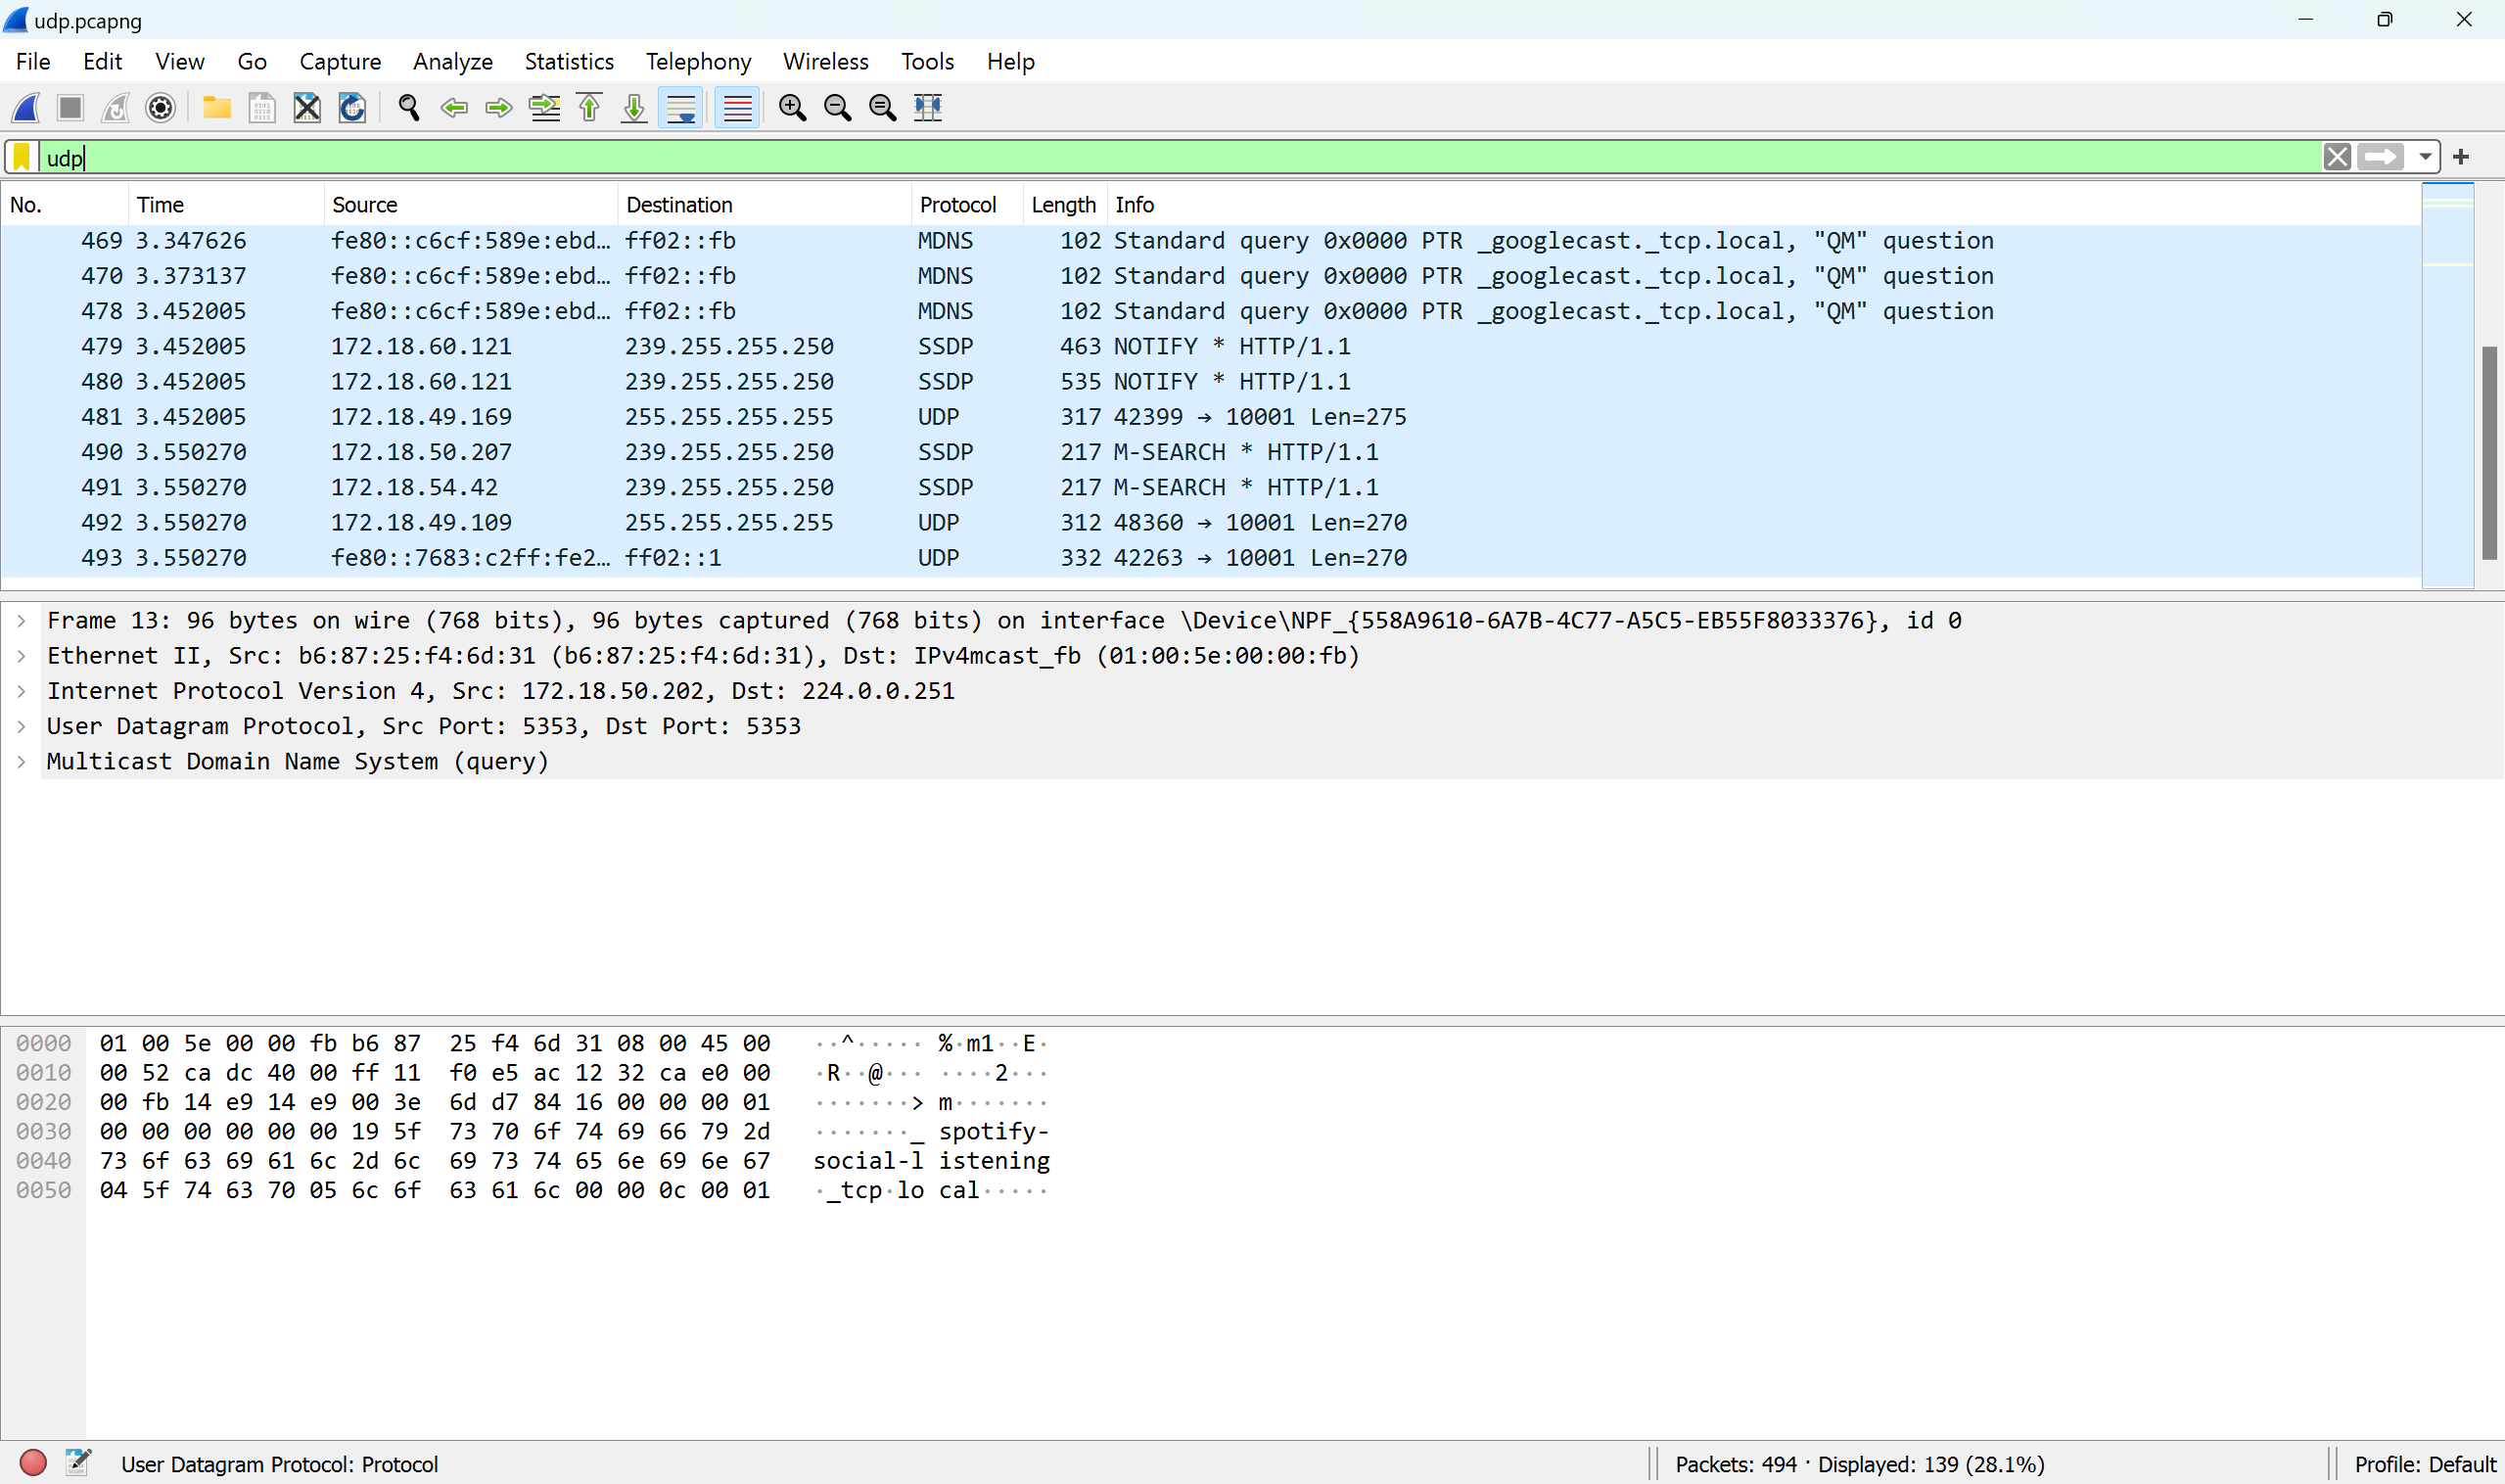 udp.pcapng
File Edit View Go Capture Analyze Statistics Telephony Wireless Tools Help
udp
No. Time Source Destination Protocol Length Info
469 3.347626 fe80::c6cf:589e:ebd… ff02::fb MDNS 102 Standard query 0x0000 PTR _googlecast._tcp.local, "QM" question
470 3.373137 fe80::c6cf:589e:ebd… ff02::fb MDNS 102 Standard query 0x0000 PTR _googlecast._tcp.local, "QM" question
478 3.452005 fe80::c6cf:589e:ebd… ff02::fb MDNS 102 Standard query 0x0000 PTR _googlecast._tcp.local, "QM" question
479 3.452005 172.18.60.121 239.255.255.250 SSDP 463 NOTIFY * HTTP/1.1
480 3.452005 172.18.60.121 239.255.255.250 SSDP 535 NOTIFY * HTTP/1.1
481 3.452005 172.18.49.169 255.255.255.255 UDP 317 42399 → 10001 Len=275
490 3.550270 172.18.50.207 239.255.255.250 SSDP 217 M-SEARCH * HTTP/1.1
491 3.550270 172.18.54.42 239.255.255.250 SSDP 217 M-SEARCH * HTTP/1.1
492 3.550270 172.18.49.109 255.255.255.255 UDP 312 48360 → 10001 Len=270
493 3.550270 fe80::7683:c2ff:fe2… ff02::1 UDP 332 42263 → 10001 Len=270
Frame 13: 96 bytes on wire (768 bits), 96 bytes captured (768 bits) on interface \Device\NPF_{558A9610-6A7B-4C77-A5C5-EB55F8033376}, id 0
Ethernet II, Src: b6:87:25:f4:6d:31 (b6:87:25:f4:6d:31), Dst: IPv4mcast_fb (01:00:5e:00:00:fb)
Internet Protocol Version 4, Src: 172.18.50.202, Dst: 224.0.0.251
User Datagram Protocol, Src Port: 5353, Dst Port: 5353
Multicast Domain Name System (query)
0000 01 00 5e 00 00 fb b6 87 25 f4 6d 31 08 00 45 00 ··^····· %·m1··E·
0010 00 52 ca dc 40 00 ff 11 f0 e5 ac 12 32 ca e0 00 ·R··@··· ····2···
0020 00 fb 14 e9 14 e9 00 3e 6d d7 84 16 00 00 00 01 ·······> m·······
0030 00 00 00 00 00 00 19 5f 73 70 6f 74 69 66 79 2d ·······_ spotify-
0040 73 6f 63 69 61 6c 2d 6c 69 73 74 65 6e 69 6e 67 social-l istening
0050 04 5f 74 63 70 05 6c 6f 63 61 6c 00 00 0c 00 01 ·_tcp·lo cal·····
User Datagram Protocol: Protocol Packets: 494 · Displayed: 139 (28.1%) Profile: Default